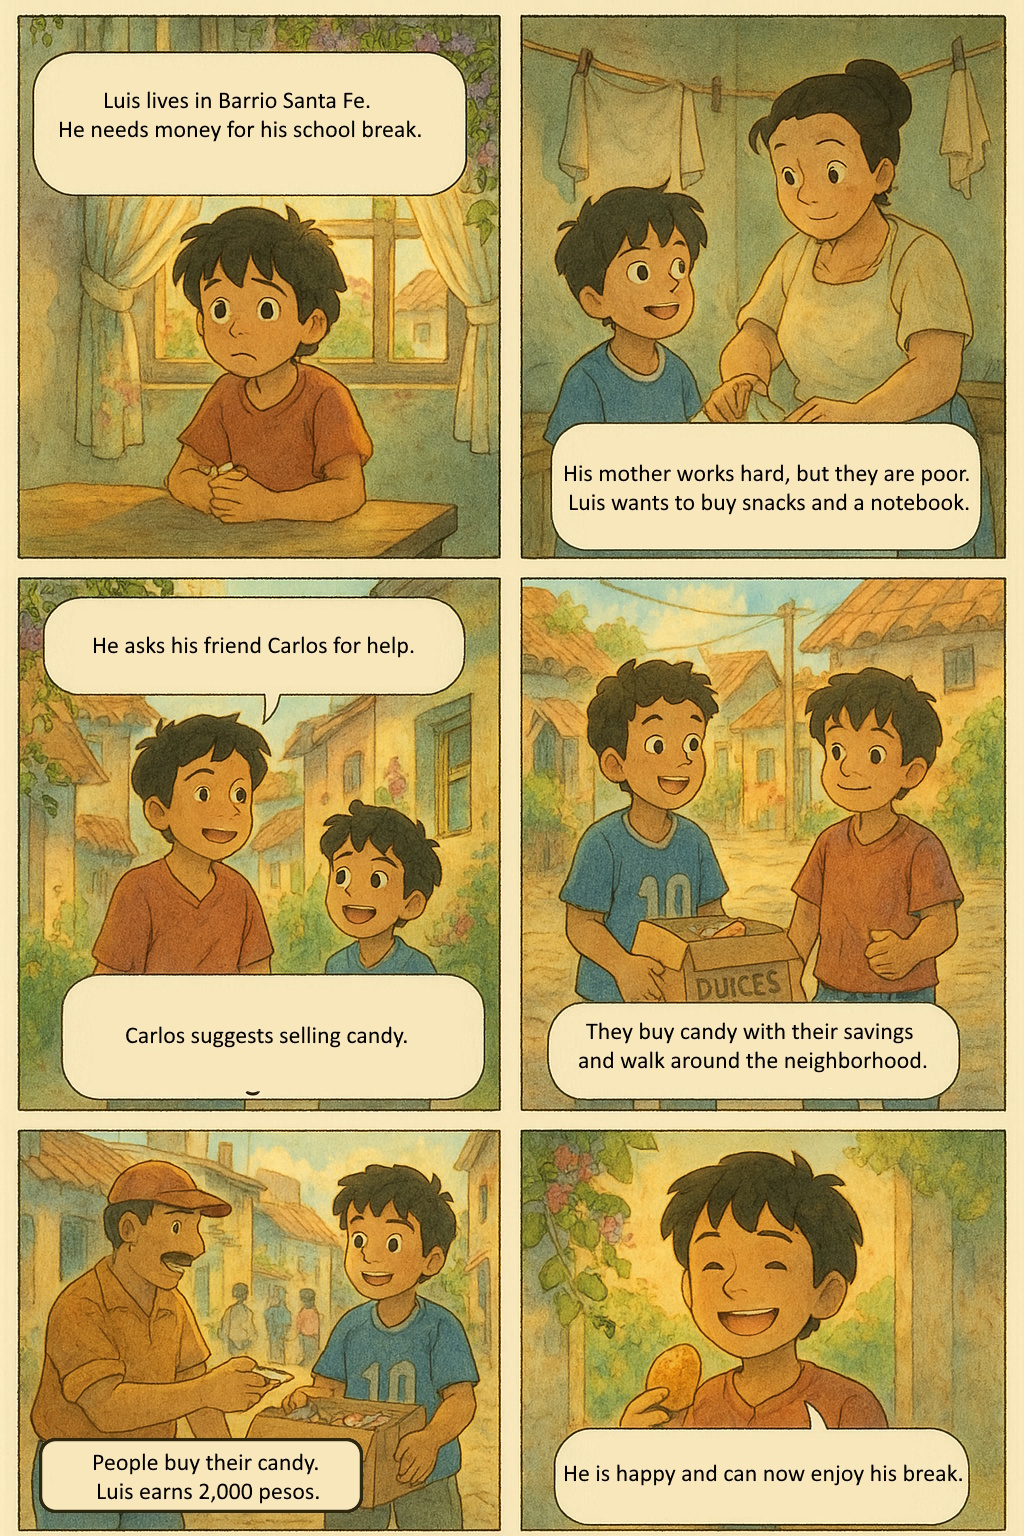 Luis lives in Barrio Santa Fe.
He needs money for his school break.
His mother works hard, but they are poor.
Luis wants to buy snacks and a notebook.
He asks his friend Carlos for help.
Carlos suggests selling candy.
10
DUICES
They buy candy with their savings
and walk around the neighborhood.
10
People buy their candy.
Luis earns 2,000 pesos.
He is happy and can now enjoy his break.